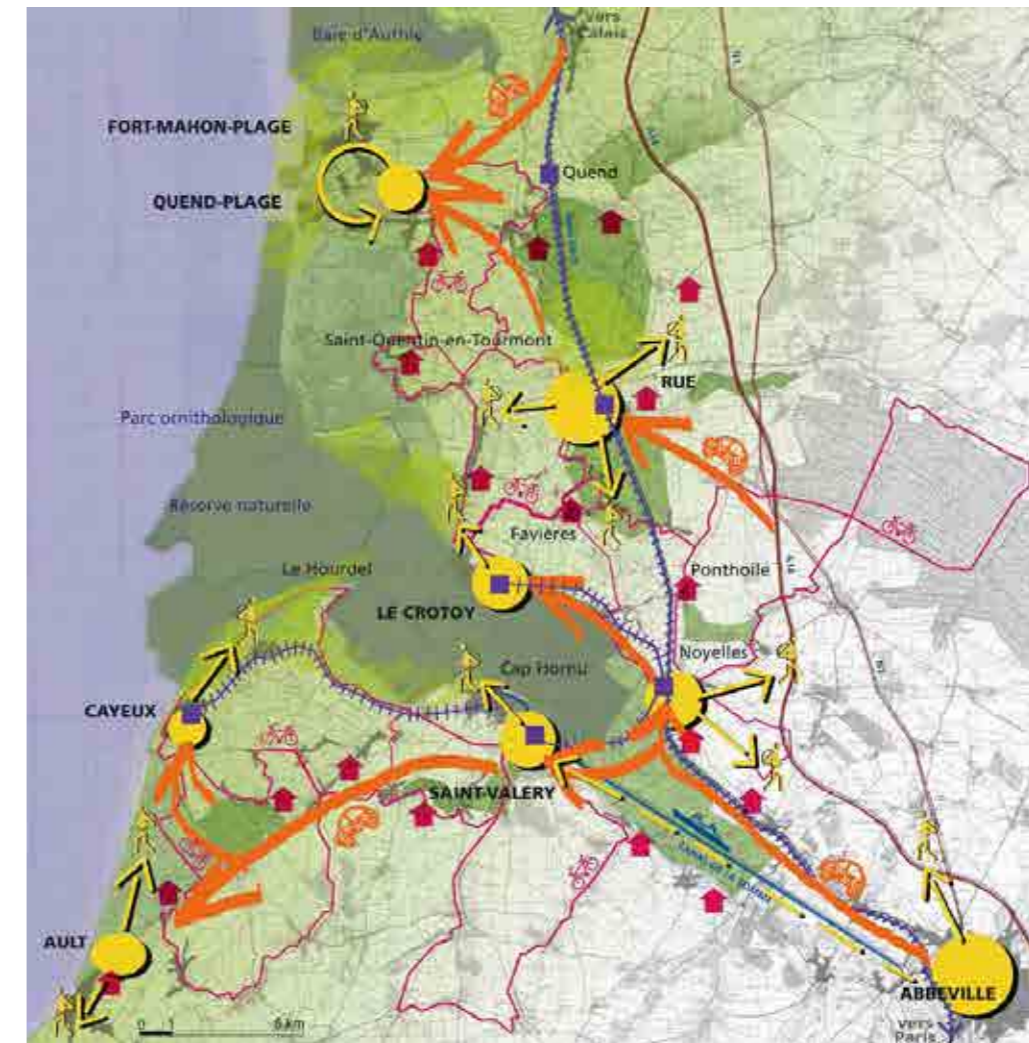 Baie d'Authie
vers
Calais
FORT-MAHON-PLAGE
QUEND-PLAGE
Quend
Saint-Quentin-en-Tourmont
RUE
Parc ornithologique
Réserve naturelle
Favières
Ponthoile
Le Hourdel
LE CROTOY
Noyelles
Cap Hornu
CAYEUX
SAINT-VALERY
AULT
ABBEVILLE
0 1 6 km
vers
Paris